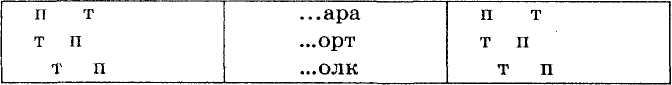 п т ...ара п т
т п ...орт т п
т п ...олк т п